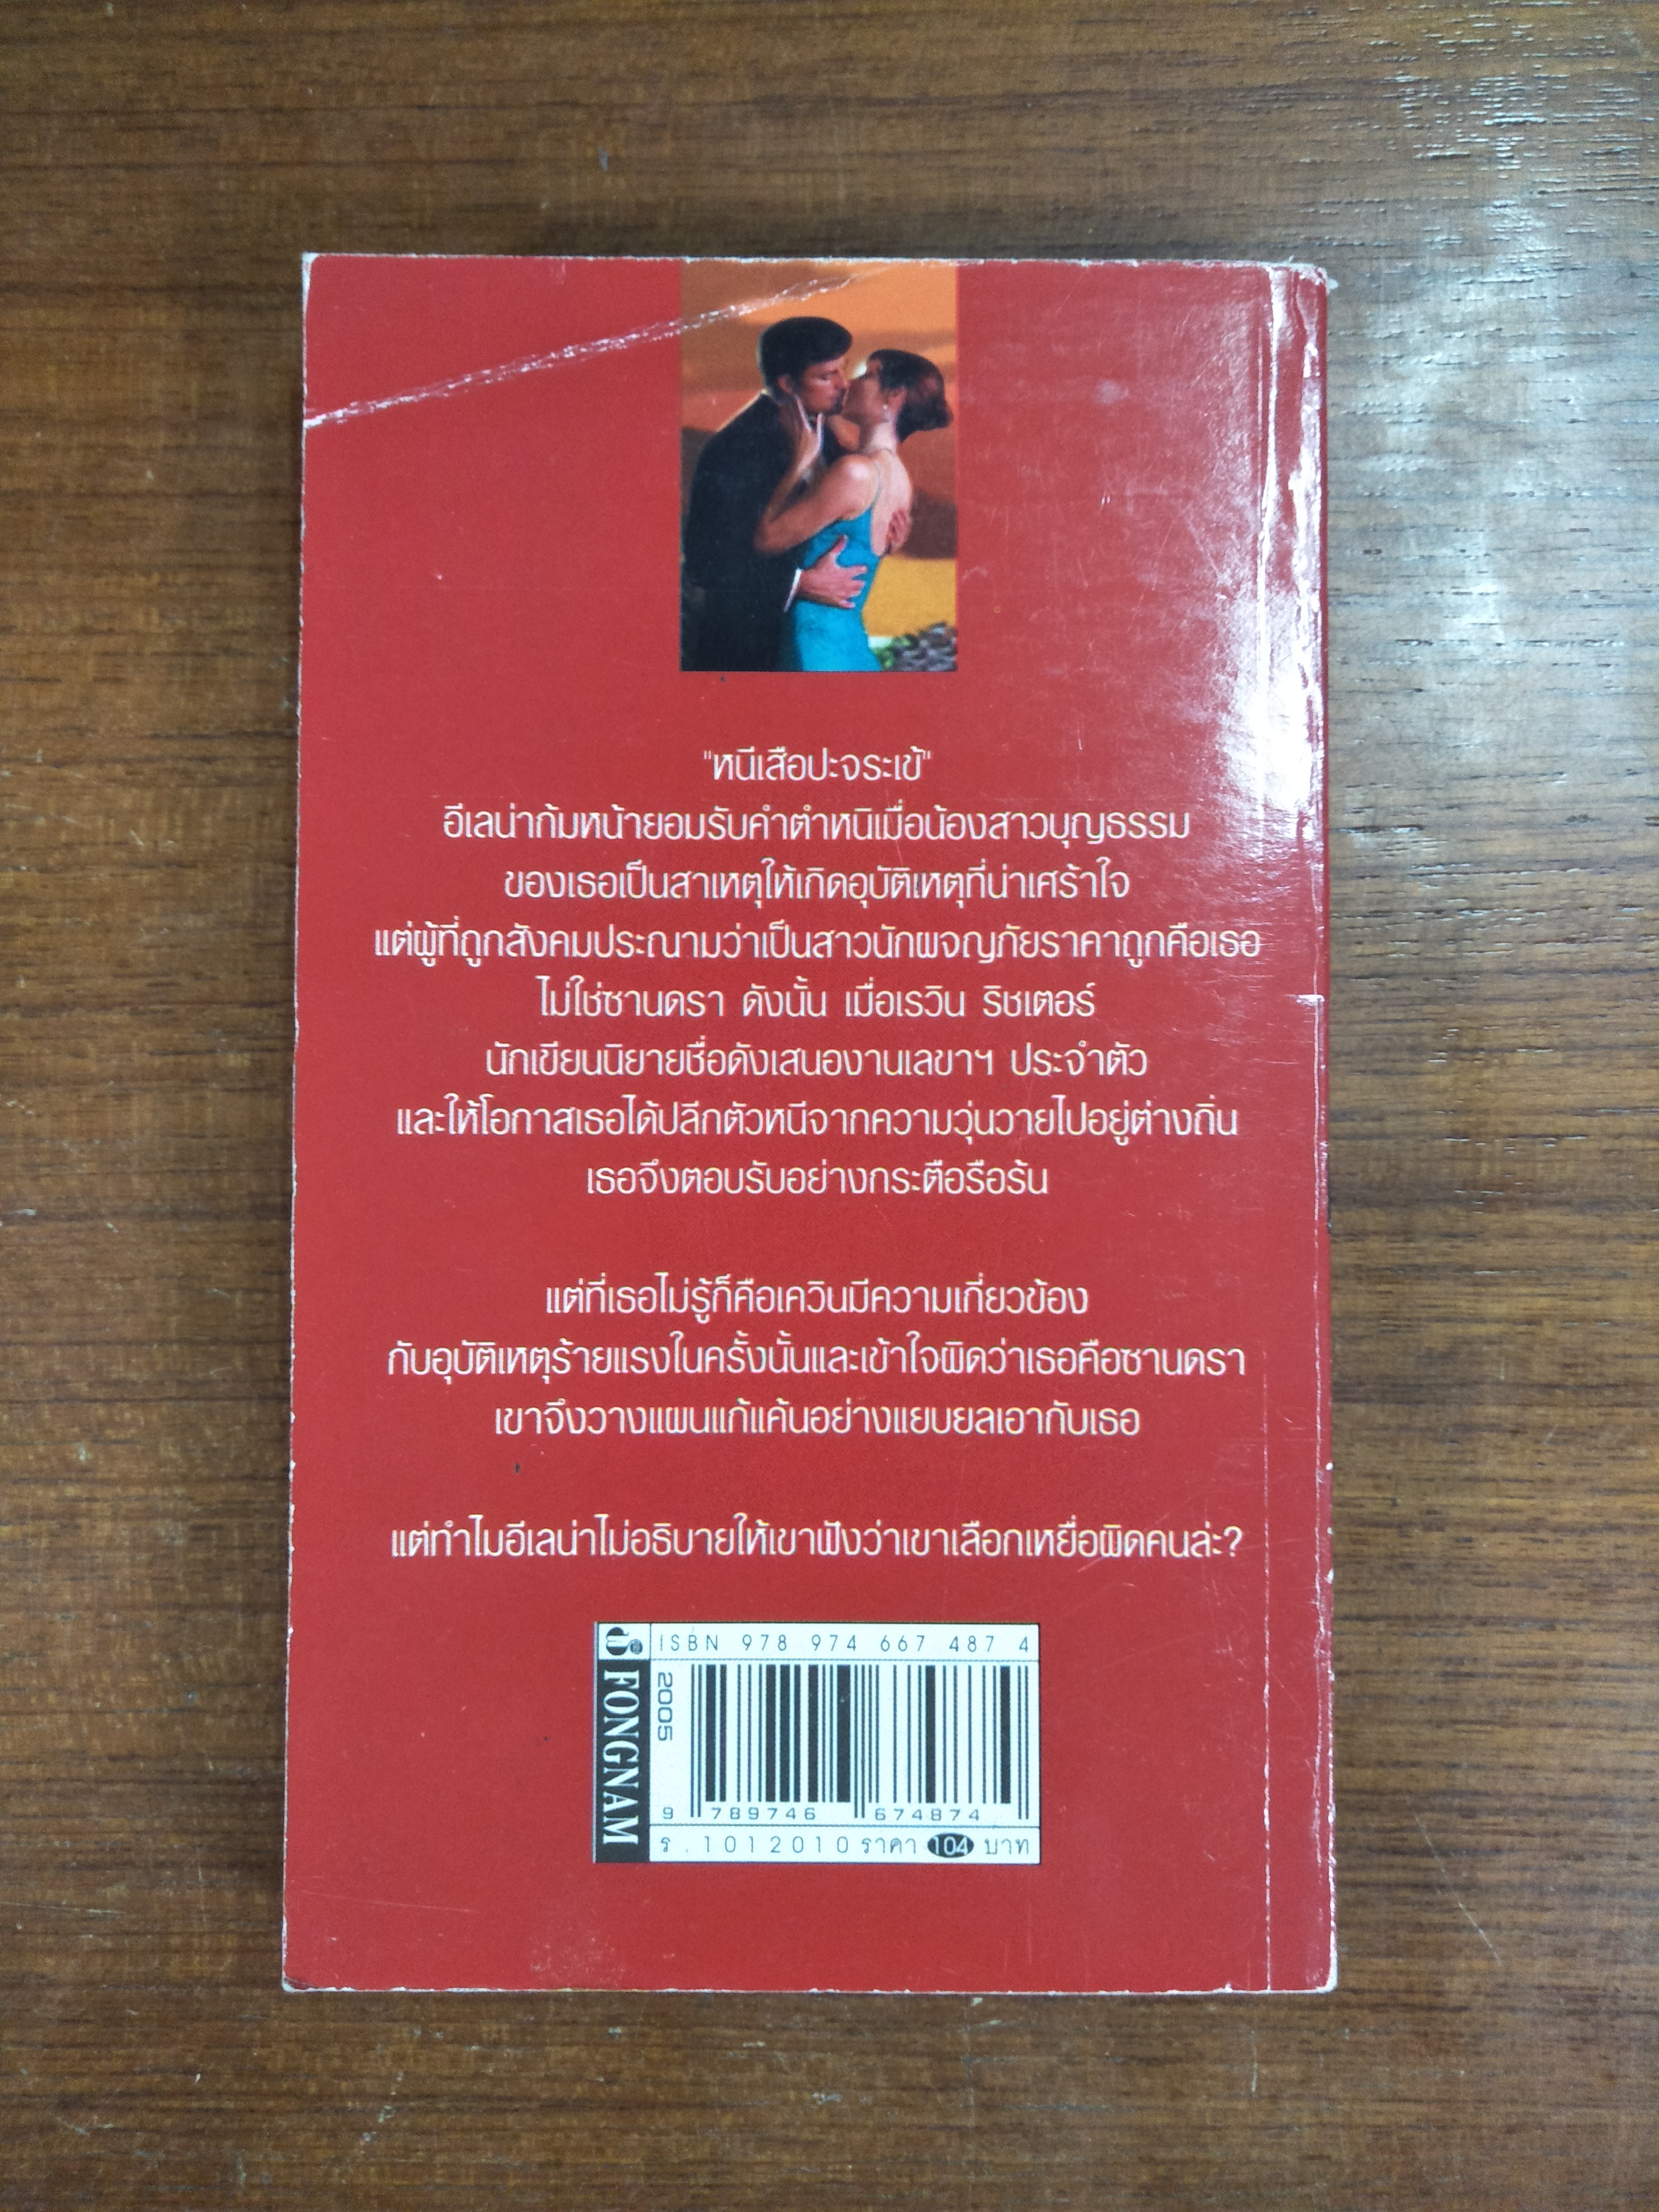 "หนีเสือปะจระเข้"
อีเลน่าก้มหน้ายอมรับคำตำหนิเมื่อน้องสาวบุญธรรม
ของเธอเป็นสาเหตุให้เกิดอุบัติเหตุที่น่าเศร้าใจ
แต่ผู้ที่ถูกสังคมประณามว่าเป็นสาวนักผจญภัยราคาถูกคือเธอ
ไม่ใช่ซานดรา ดังนั้น เมื่อเรวิน ริชเตอร์
นักเขียนนิยายชื่อดังเสนองานเลขาฯ ประจำตัว
และให้โอกาสเธอได้ปลีกตัวหนีจากความวุ่นวายไปอยู่ต่างถิ่น
เธอจึงตอบรับอย่างกระตือรือร้น
แต่ที่เธอไม่รู้ก็คือเควินมีความเกี่ยวข้อง
กับอุบัติเหตุร้ายแรงในครั้งนั้นและเข้าใจผิดว่าเธอคือซานดรา
เขาจึงวางแผนแก้แค้นอย่างแยบยลเอากับเธอ
แต่ทำไมอีเลน่าไม่อธิบายให้เขาฟังว่าเขาเลือกเหยื่อผิดคนล่ะ?
ISBN 978 974 667 487 4
FONGNAM
2005
9 789746 674874
ร.1012010 ราคา 104 บาท